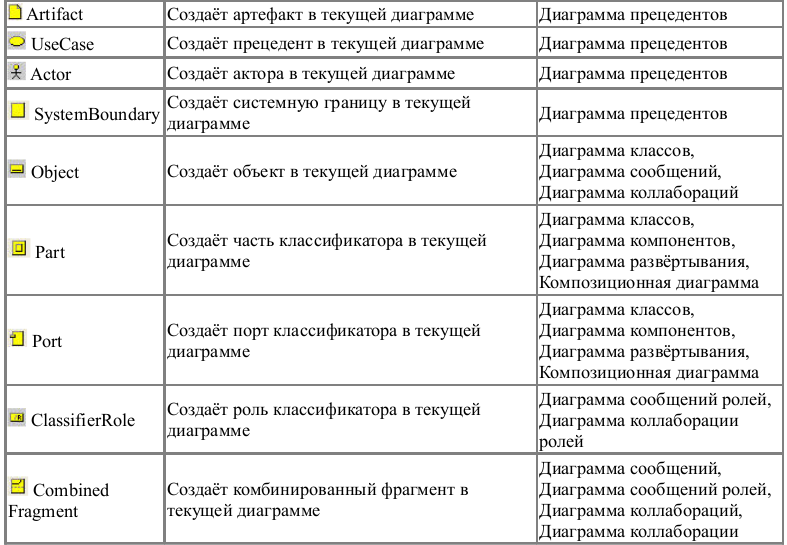 Artifact
Создаёт артефакт в текущей диаграмме
Диаграмма прецедентов
UseCase
Создаёт прецедент в текущей диаграмме
Диаграмма прецедентов
Actor
Создаёт актора в текущей диаграмме
Диаграмма прецедентов
SystemBoundary
Создаёт системную границу в текущей
диаграмме
Диаграмма прецедентов
Object
Создаёт объект в текущей диаграмме
Диаграмма классов,
Диаграмма сообщений,
Диаграмма коллабораций
Part
Создаёт часть классификатора в текущей
диаграмме
Диаграмма классов,
Диаграмма компонентов,
Диаграмма развёртывания,
Композиционная диаграмма
Port
Создаёт порт классификатора в текущей
диаграмме
Диаграмма классов,
Диаграмма компонентов,
Диаграмма развёртывания,
Композиционная диаграмма
ClassifierRole
Создаёт роль классификатора в текущей
диаграмме
Диаграмма сообщений ролей,
Диаграмма коллаборации
ролей
Combined
Fragment
Создаёт комбинированный фрагмент в
текущей диаграмме
Диаграмма сообщений,
Диаграмма сообщений ролей,
Диаграмма коллабораций,
Диаграмма коллаборации